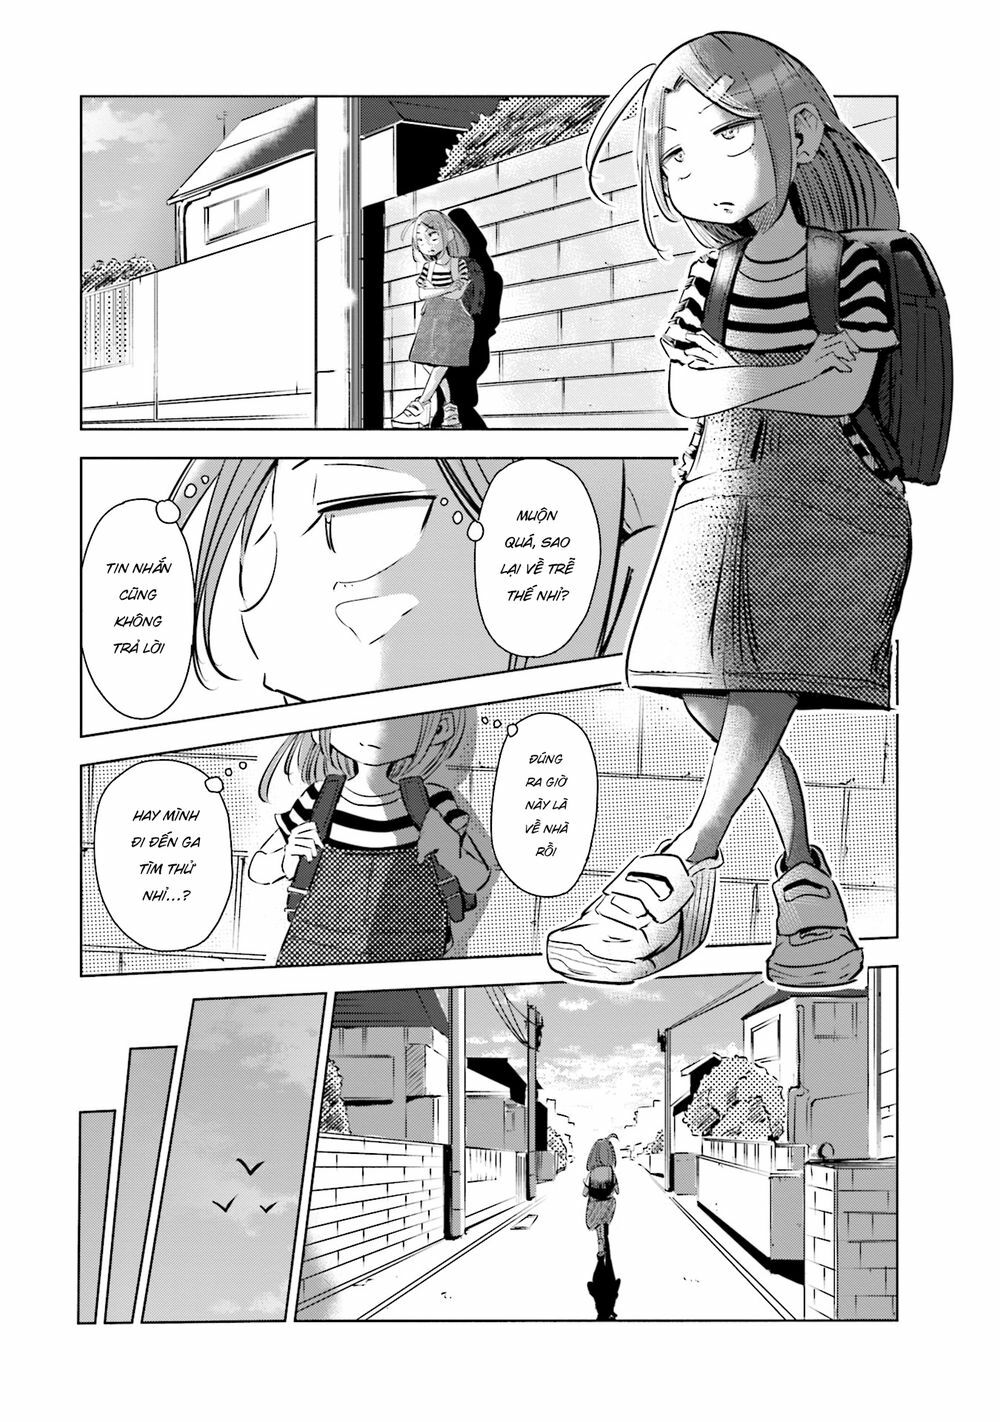 MUỘN
QUÁ, SAO
LẠI VỀ TRỄ
THẾ NHỈ?
TIN NHẮN
CŨNG
KHÔNG
TRẢ LỜI
ĐÚNG
RA GIỜ
NÀY LÀ
VỀ NHÀ
RỒI
HAY MÌNH
ĐI ĐẾN GA
TÌM THỬ
NHỈ...?